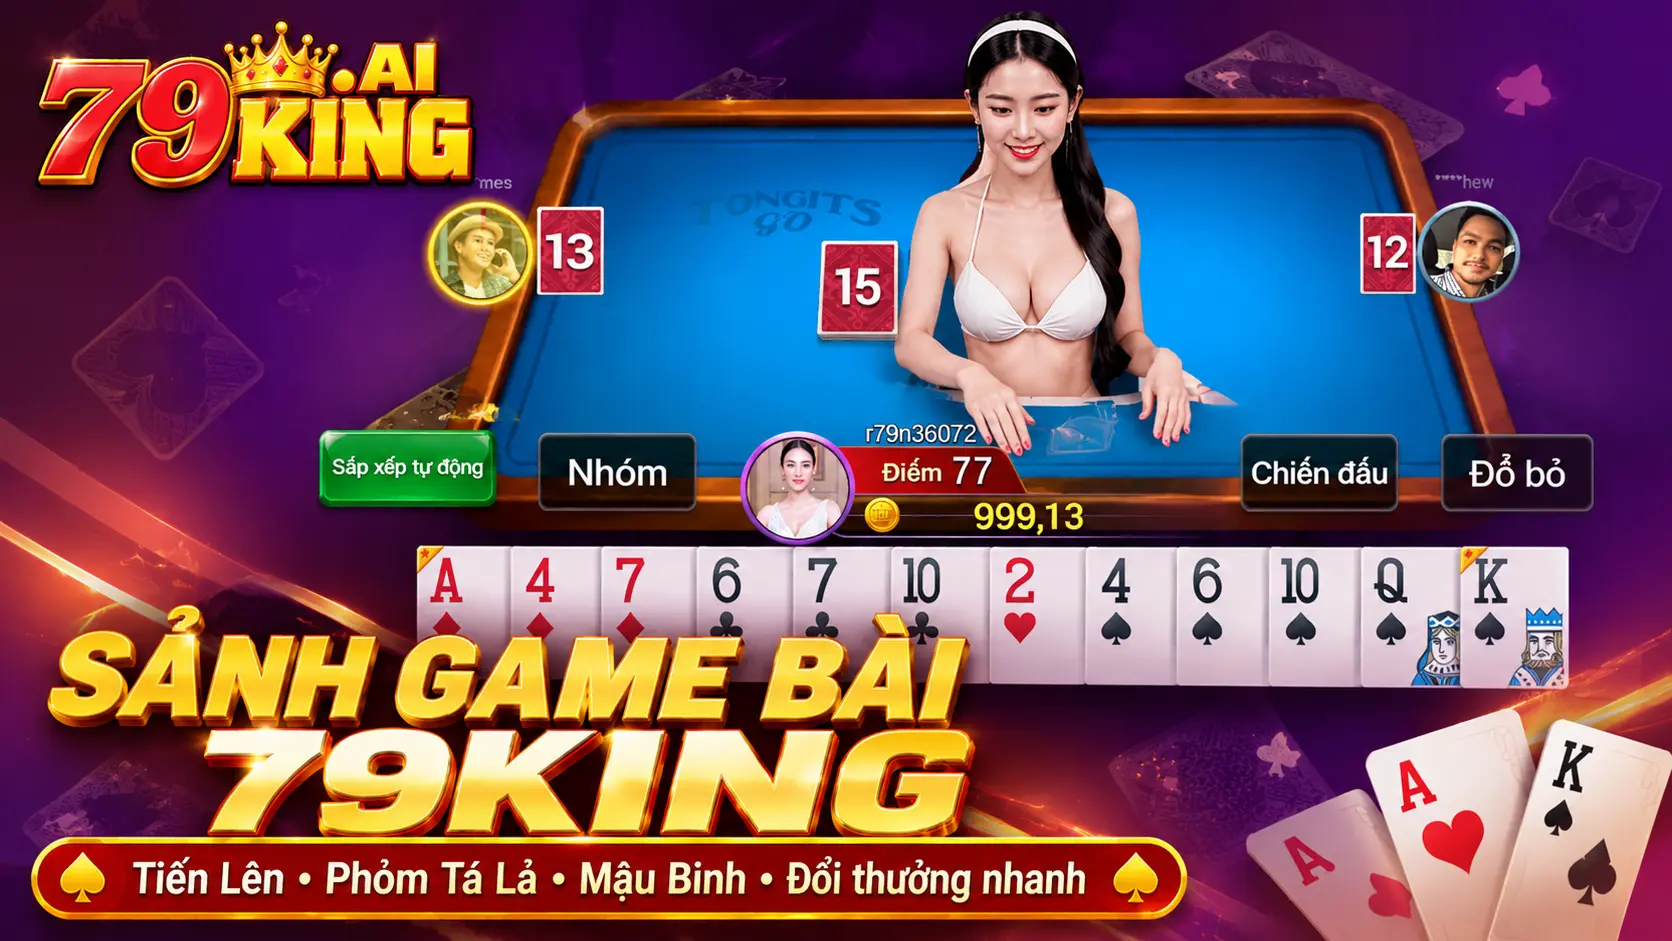 79KING.AI
mes
****hew
TONGITS
GO
13
15
12
r79n36072
Sắp xếp tự động
Nhóm
Điếm 77
Chiến đấu
Đổ bỏ
999,13
A 4 7 6 7 10 2 4 6 10 Q K
SẢNH GAME BÀI
79KING
Tiến Lên • Phỏm Tá Lả • Mậu Binh • Đổi thưởng nhanh
A A K